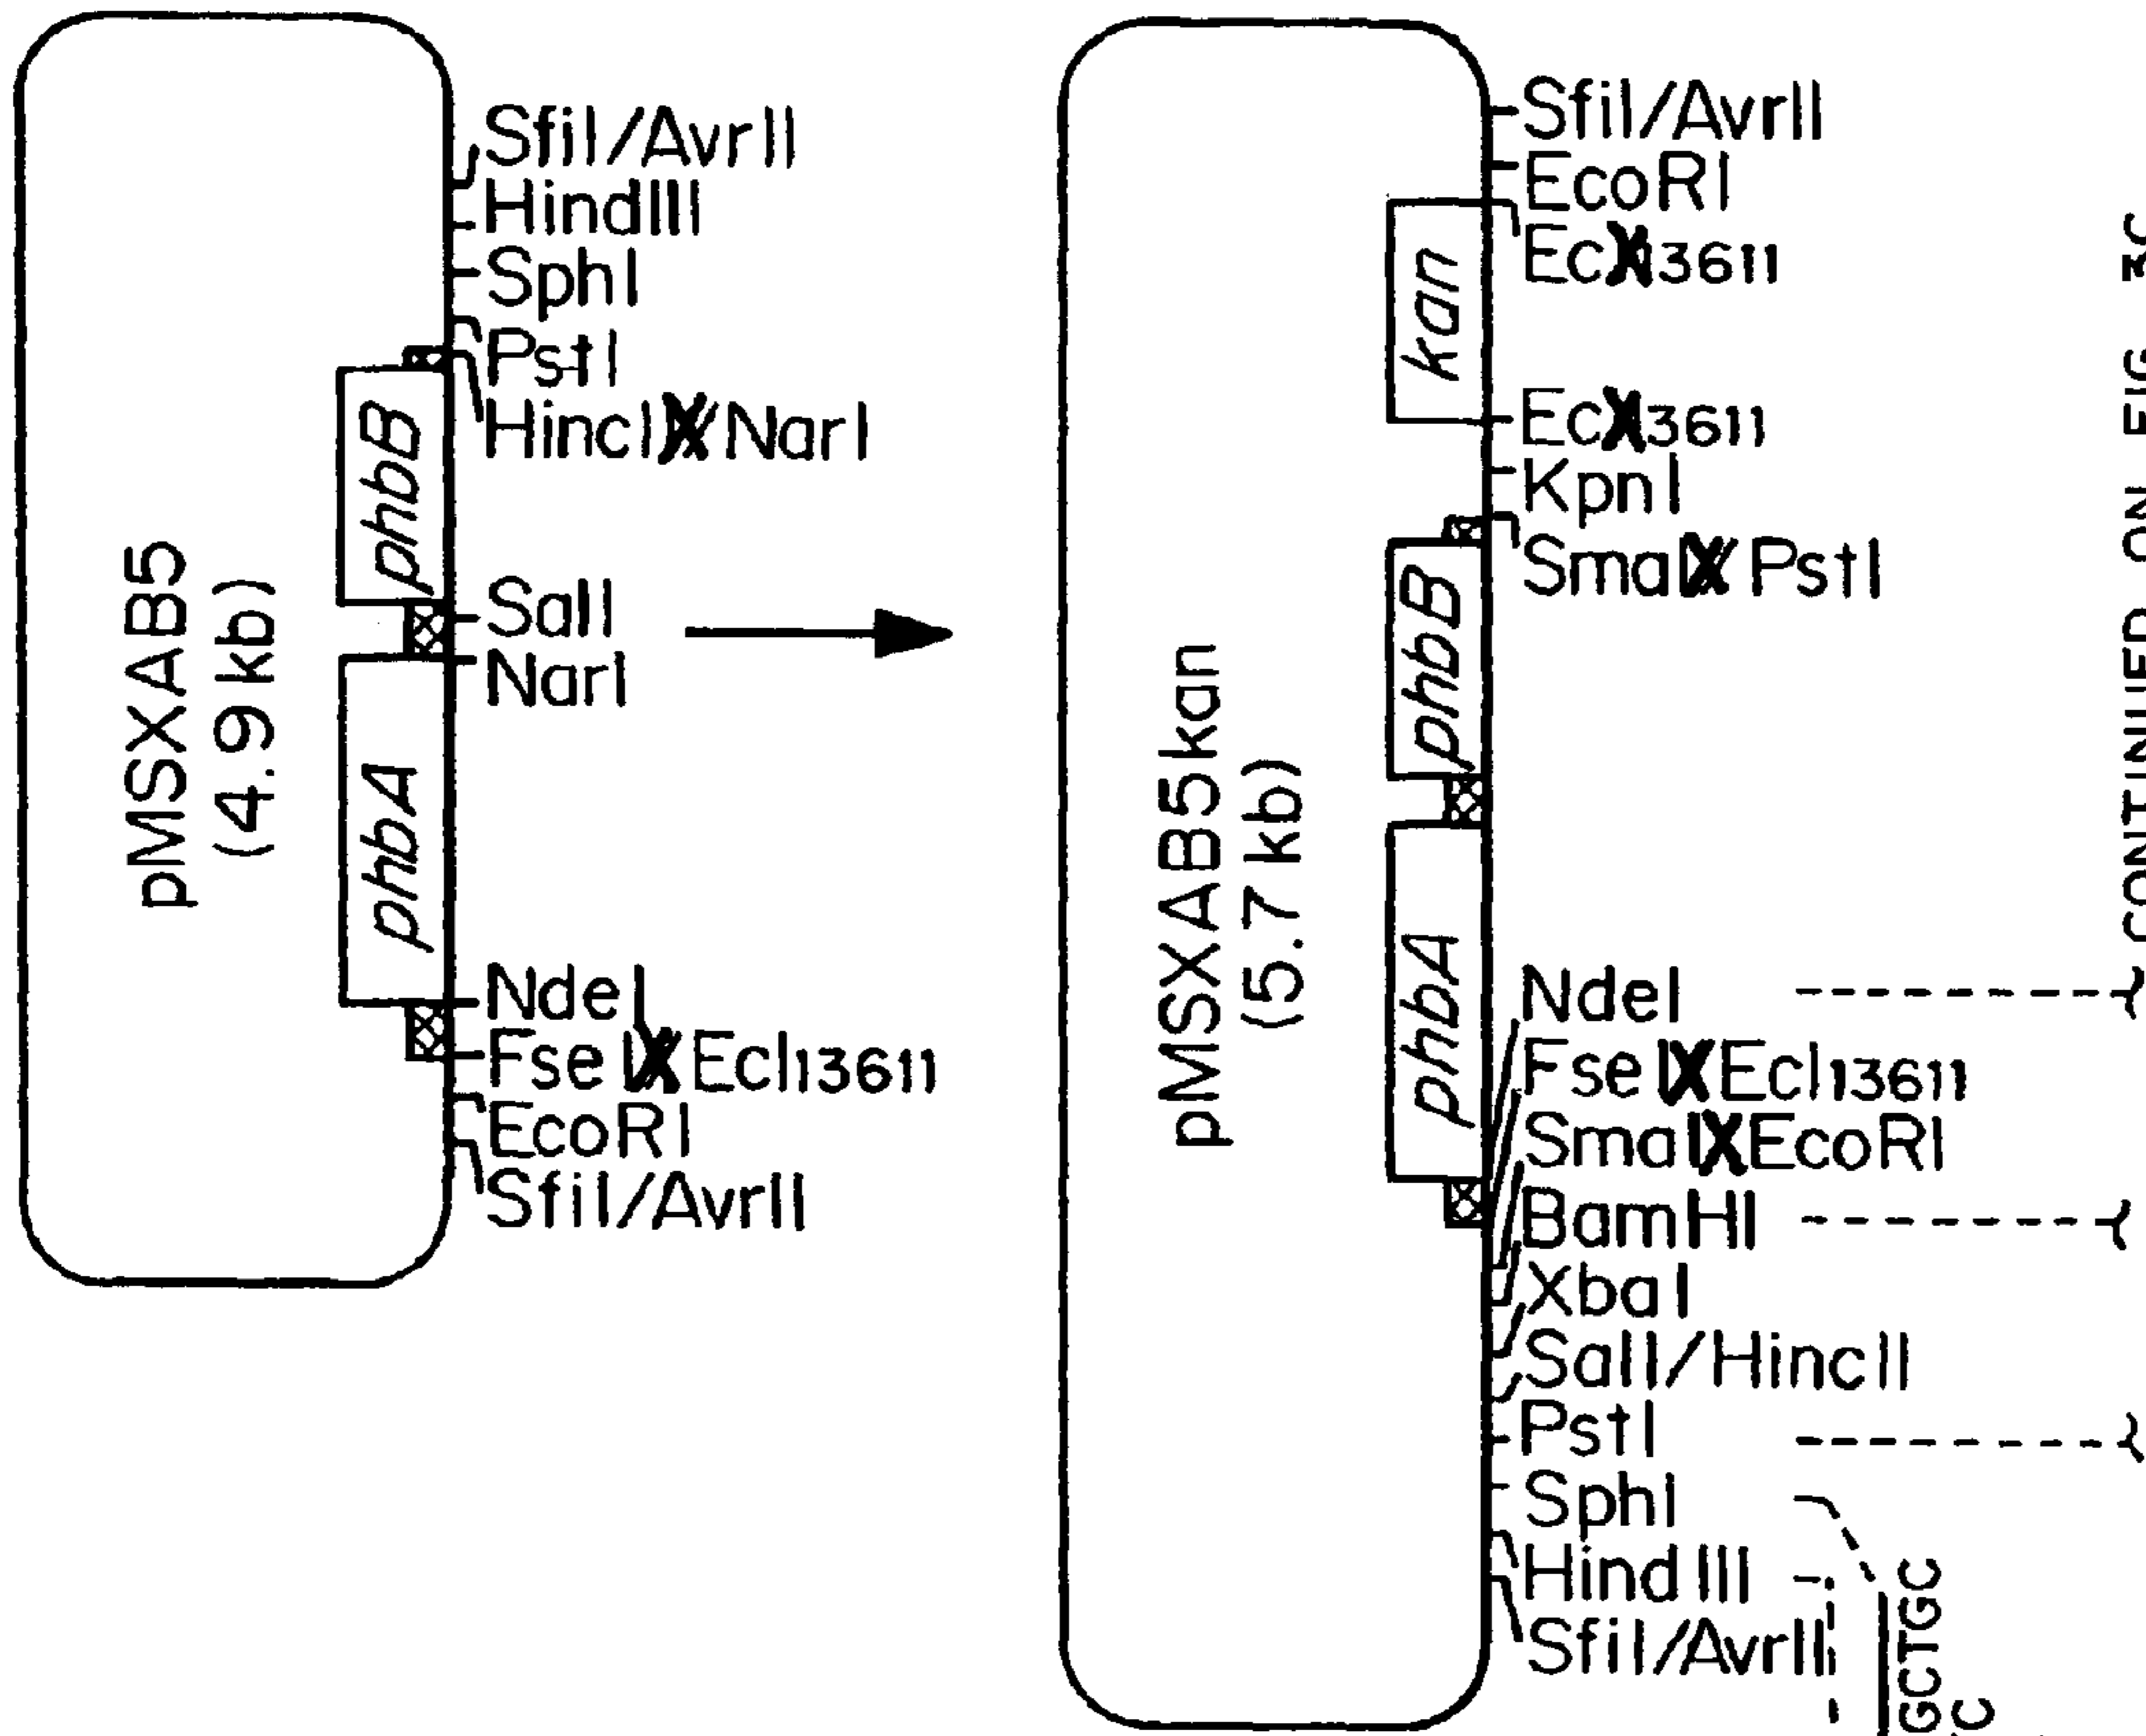 pMSXAB5
(4.9 kb)
SfiI/AvrII
HindIII
SphI
PstI
HincII/NarI
phbB
SalI
NarI
phbA
NdeI
FseI/Ecl136II
EcoRI
SfiI/AvrII
pMSXAB5kan
(5.7 kb)
SfiI/AvrII
EcoRI
Ecl136II
kan
Ecl136II
KpnI
SmaI/PstI
phbB
phbA
NdeI
FseI/Ecl136II
SmaI/EcoRI
BamHI
XbaI
SalI/HincII
PstI
SphI
HindIII
SfiI/AvrII
CONTINUED ON FIG. 3C
GCTGC
C